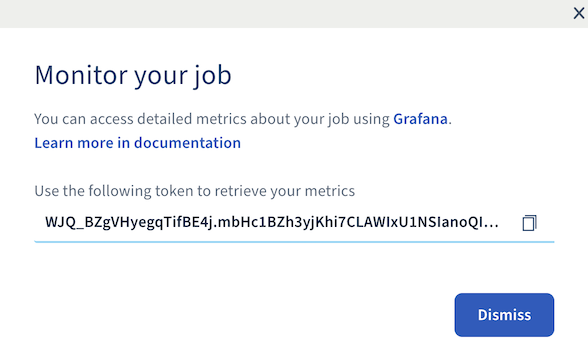 Monitor your job
You can access detailed metrics about your job using Grafana.
Learn more in documentation
Use the following token to retrieve your metrics
WJQ_BZgVHyegqTifBE4j.mbHc1BZh3yjKhi7CLAWIxU1NSIanoQI...
Dismiss